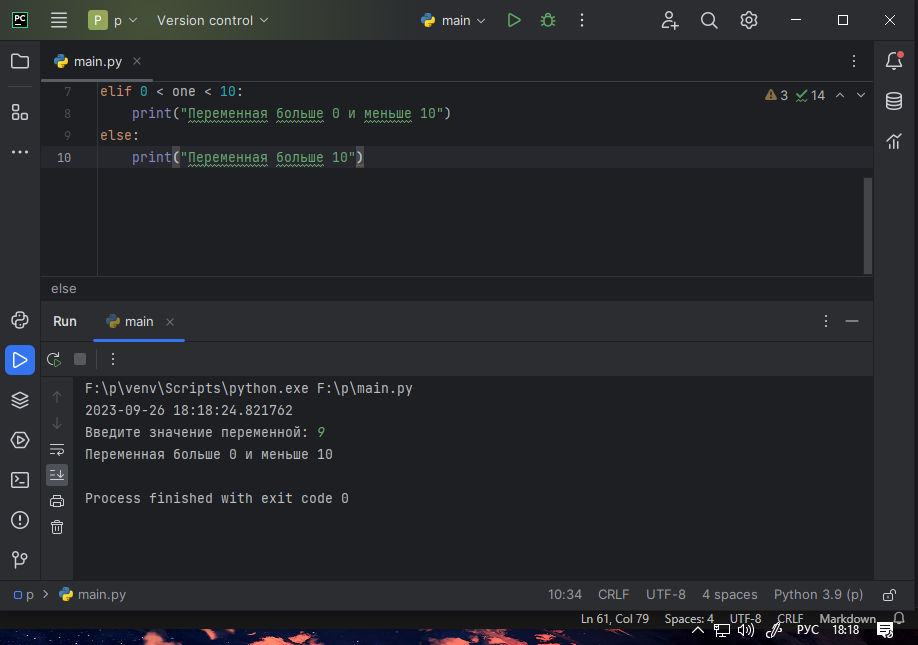 PC P p Version control main
main.py
7 elif 0 < one < 10:
3 14
8 print("Переменная больше 0 и меньше 10")
9 else:
10 print("Переменная больше 10")
else
Run main
F:\p\venv\Scripts\python.exe F:\p\main.py
2023-09-26 18:18:24.821762
Введите значение переменной: 9
Переменная больше 0 и меньше 10
Process finished with exit code 0
p main.py 10:34 CRLF UTF-8 4 spaces Python 3.9 (p)
Ln 61, Col 79 Spaces: 4 UTF-8 CRLF Markdown
РУС 18:18